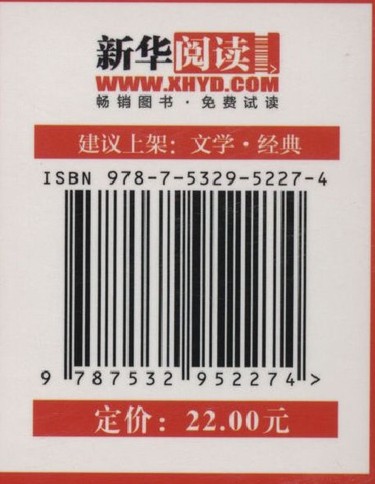 新华阅读
WWW.XHYD.COM
畅销图书·免费试读
建议上架：文学·经典
ISBN 978-7-5329-5227-4
9 787532 952274 >
定价：22.00元